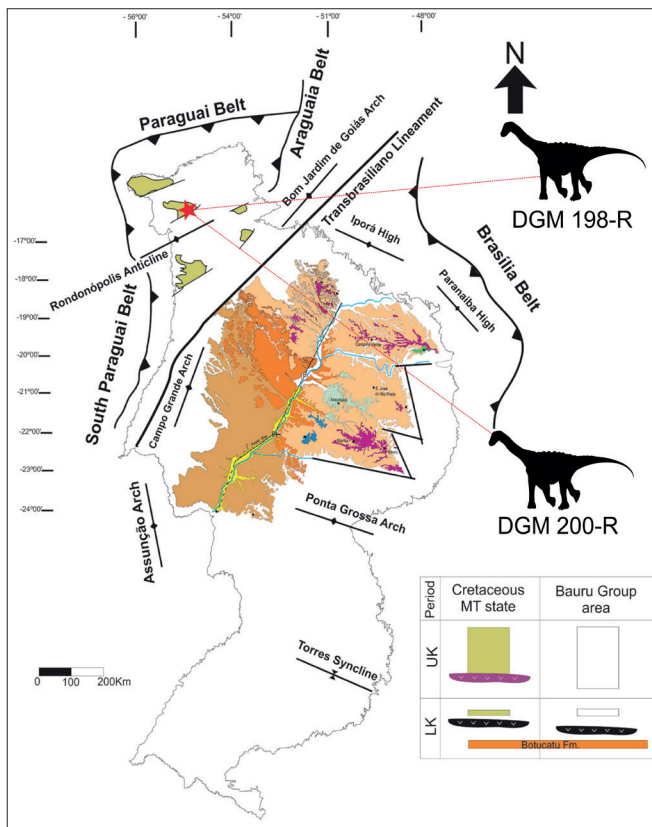 - 56°00'
- 54°00'
- 51°00'
- 48°00'
N
Paraguai Belt
Araguaia Belt
Bom Jardim de Goiás Arch
Transbrasiliano Lineament
DGM 198-R
-17°00'
Iporá High
Rondonópolis Anticline
Brasília Belt
-18°00'
Paranaíba High
-19°00'
South Paraguai Belt
-20°00'
Campo Grande Arch
-21°00'
-22°00'
-23°00'
DGM 200-R
-24°00'
Ponta Grossa Arch
Assunção Arch
Period
Cretaceous
MT state
Bauru Group
area
UK
Torres Syncline
0 100 200Km
LK
Botucatu Fm.